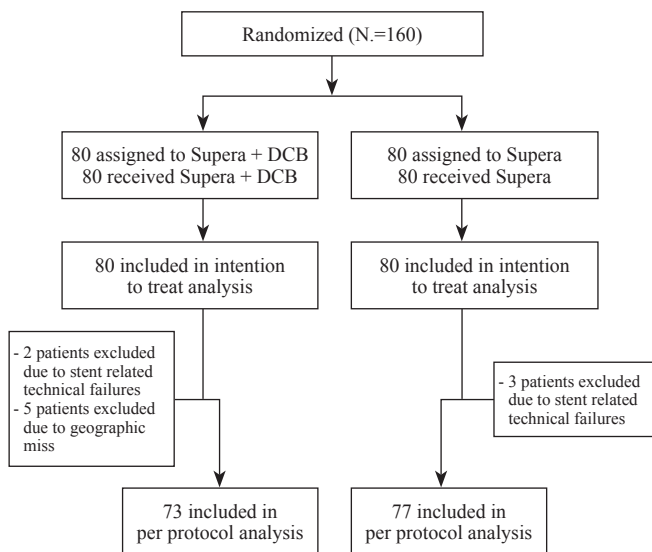 Randomized (N.=160)
80 assigned to Supera + DCB
80 received Supera + DCB
80 assigned to Supera
80 received Supera
80 included in intention
to treat analysis
80 included in intention
to treat analysis
- 2 patients excluded
due to stent related
technical failures
- 5 patients excluded
due to geographic
miss
- 3 patients excluded
due to stent related
technical failures
73 included in
per protocol analysis
77 included in
per protocol analysis